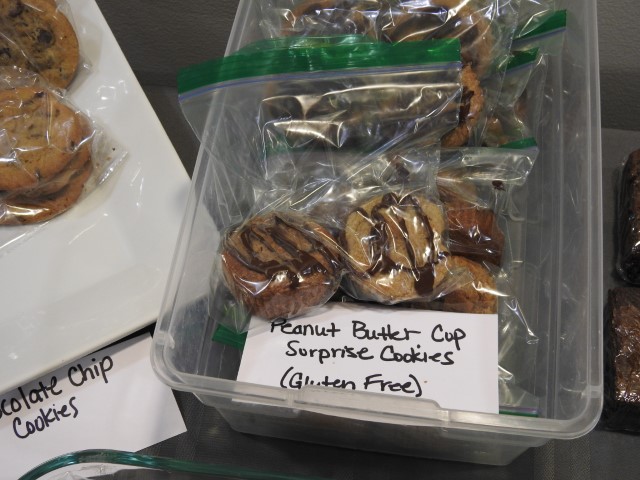 Peanut Butter Cup
Surprise Cookies
(Gluten Free)
Chip
Cookies